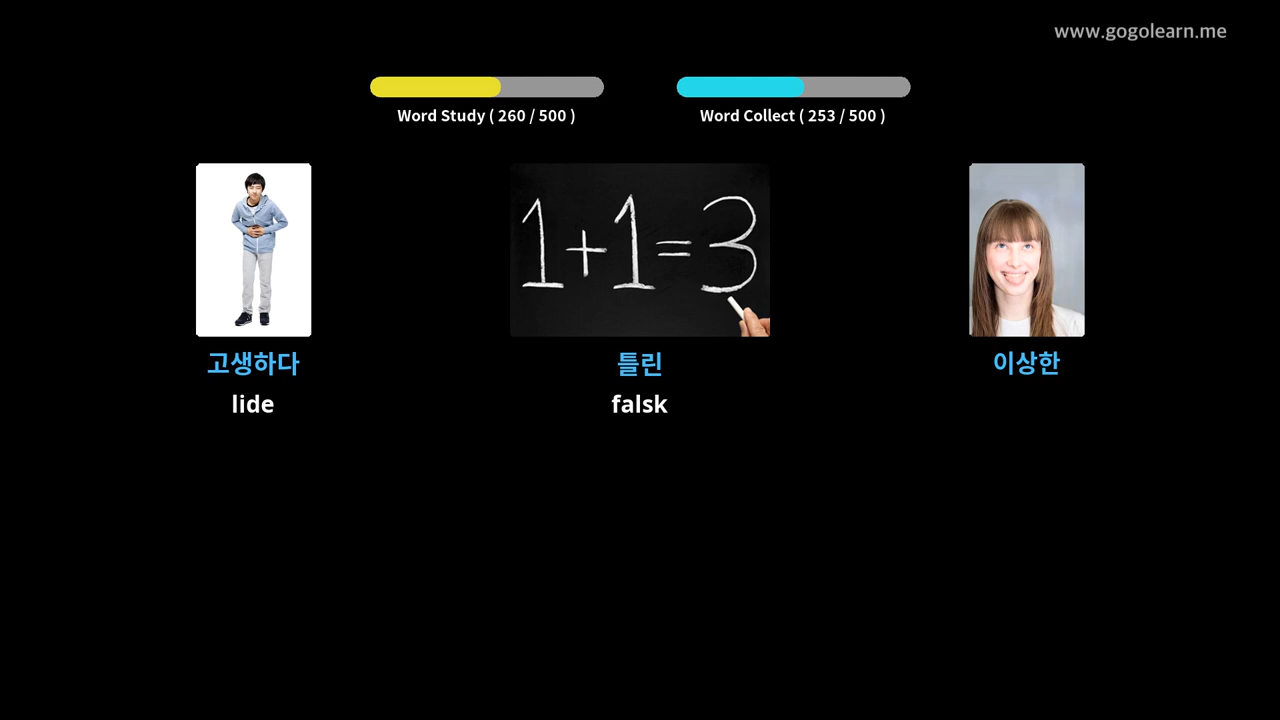 www.gogolearn.me
Word Study ( 260 / 500 )
Word Collect ( 253 / 500 )
1+1=3
고생하다
틀린
이상한
lide
falsk